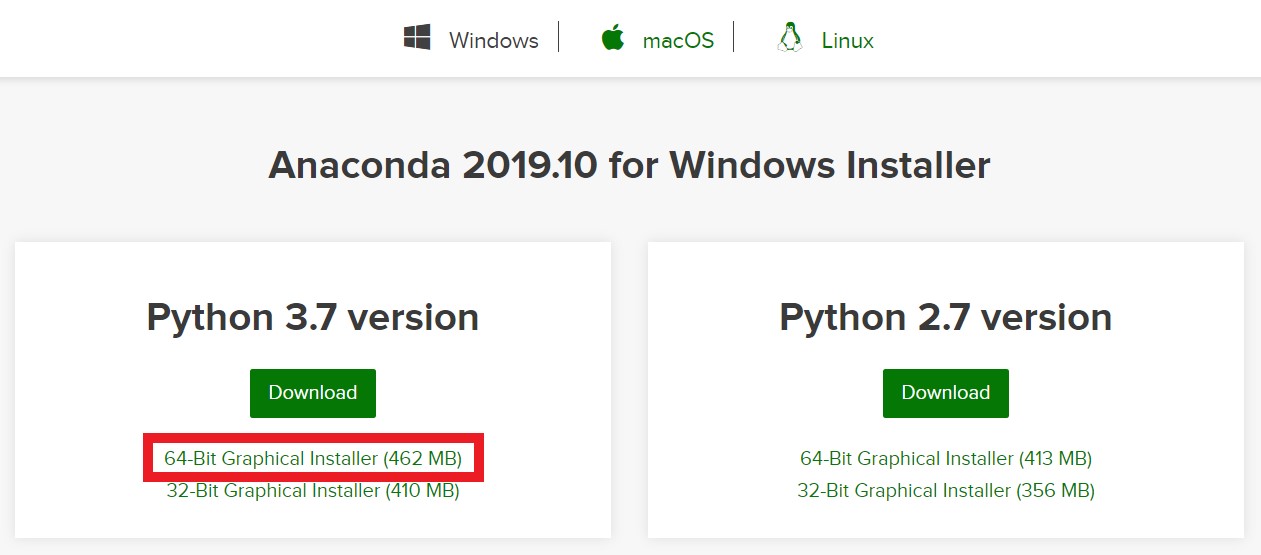 Windows
macOS
Linux
Anaconda 2019.10 for Windows Installer
Python 3.7 version
Download
64-Bit Graphical Installer (462 MB)
32-Bit Graphical Installer (410 MB)
Python 2.7 version
Download
64-Bit Graphical Installer (413 MB)
32-Bit Graphical Installer (356 MB)